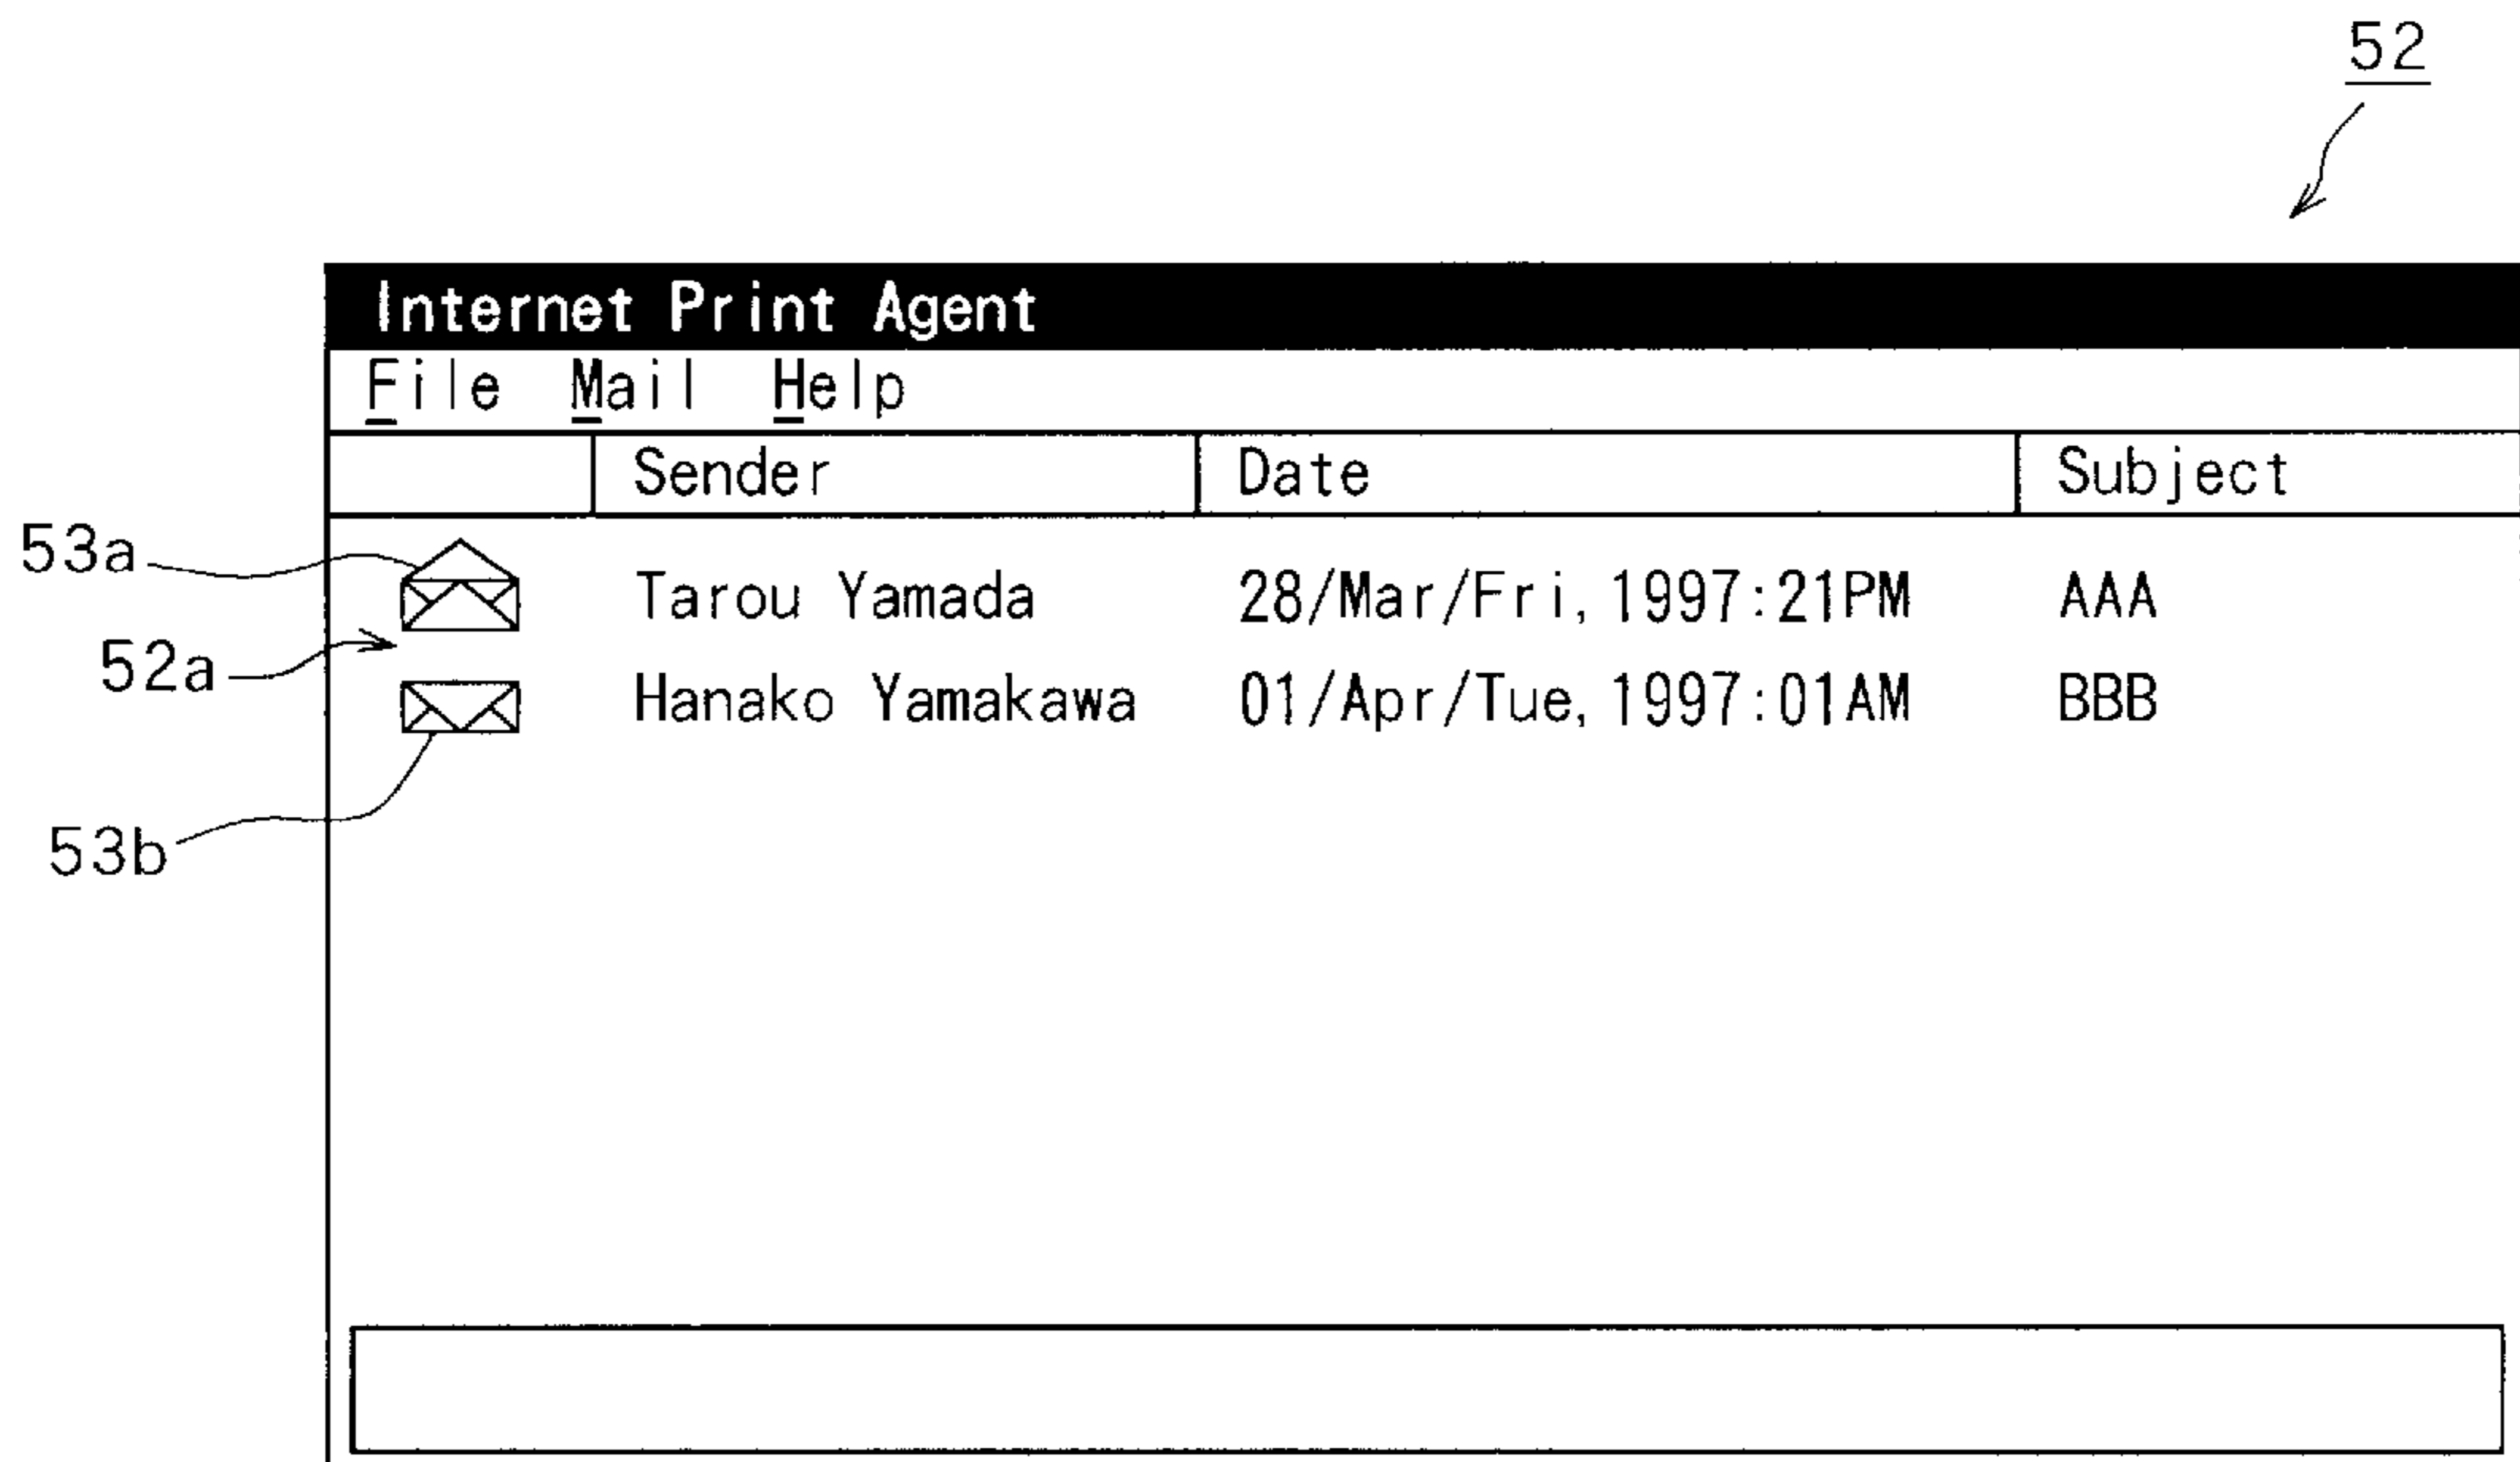 52
Internet Print Agent
File Mail Help
Sender Date Subject
53a
Tarou Yamada 28/Mar/Fri,1997:21PM AAA
52a
Hanako Yamakawa 01/Apr/Tue,1997:01AM BBB
53b